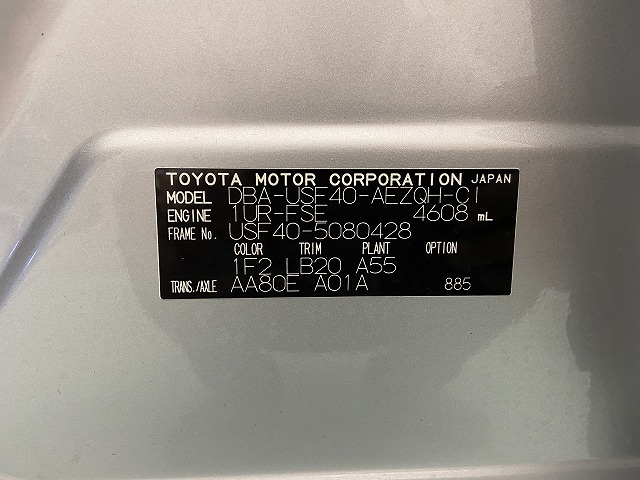 TOYOTA MOTOR CORPORATION JAPAN
MODEL DBA-USF40-AEZQH-CI
ENGINE 1UR-FSE 4608 mL
FRAME No. USF40-5080428
COLOR TRIM PLANT OPTION
1F2 LB20 A55
TRANS./AXLE AA80E A01A 885